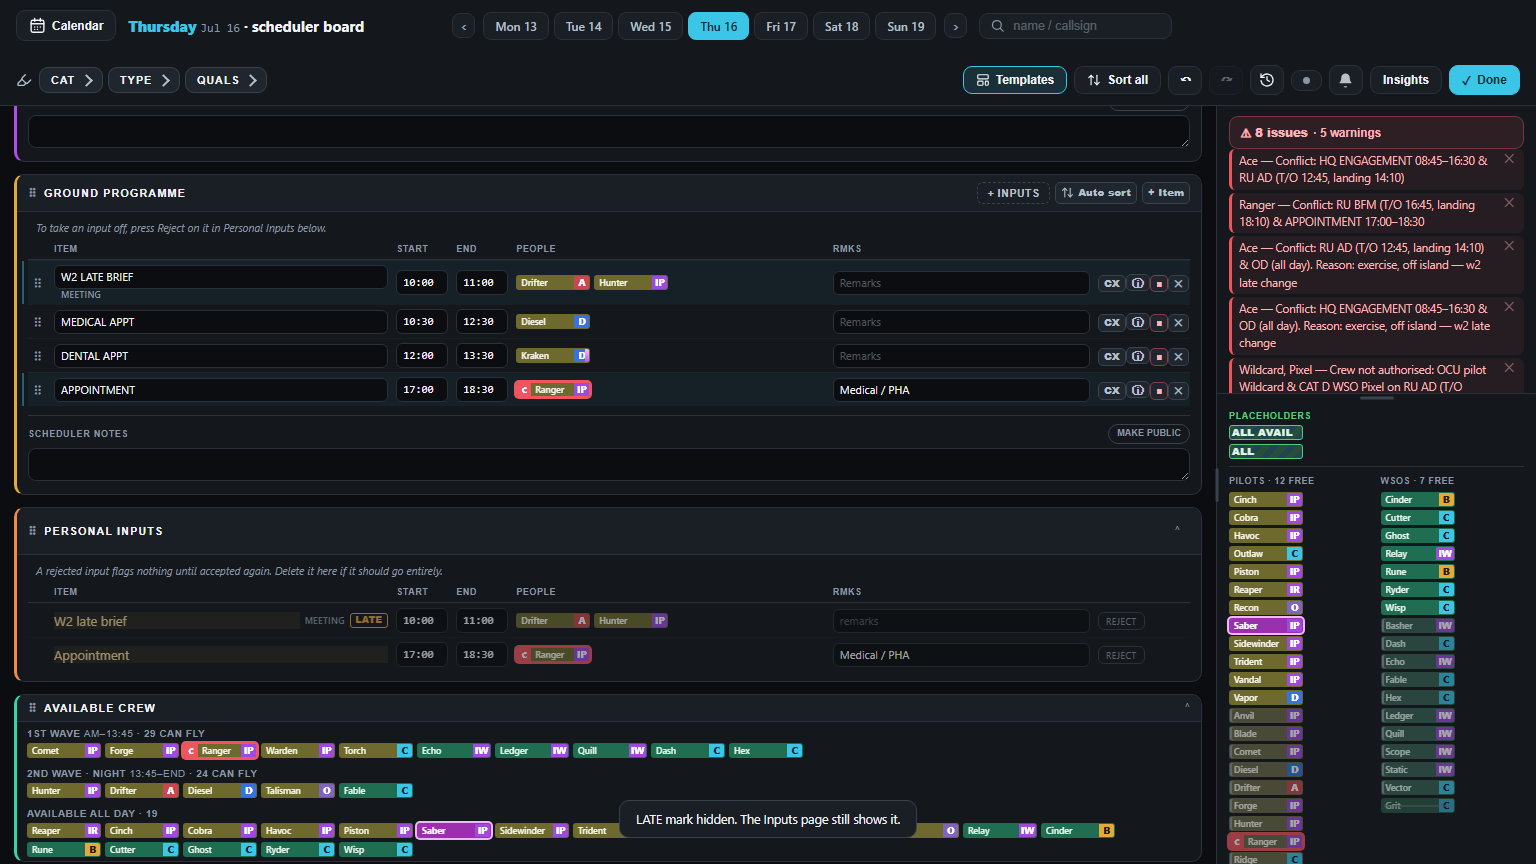 Calendar
Thursday Jul 16 · scheduler board
‹ Mon 13 Tue 14 Wed 15 Thu 16 Fri 17 Sat 18 Sun 19 ›
name / callsign
CAT TYPE QUALS
Templates Sort all Insights ✓ Done
GROUND PROGRAMME
+ INPUTS Auto sort + Item
To take an input off, press Reject on it in Personal Inputs below.
ITEM START END PEOPLE RMKS
W2 LATE BRIEF 10:00 11:00 Drifter A Hunter IP Remarks CX
MEETING
MEDICAL APPT 10:30 12:30 Diesel D Remarks CX
DENTAL APPT 12:00 13:30 Kraken D Remarks CX
APPOINTMENT 17:00 18:30 c Ranger IP Medical / PHA CX
SCHEDULER NOTES MAKE PUBLIC
PERSONAL INPUTS
A rejected input flags nothing until accepted again. Delete it here if it should go entirely.
ITEM START END PEOPLE RMKS
W2 late brief MEETING LATE 10:00 11:00 Drifter A Hunter IP remarks REJECT
Appointment 17:00 18:30 c Ranger IP Medical / PHA REJECT
AVAILABLE CREW
1ST WAVE AM–13:45 · 29 CAN FLY
Comet IP Forge IP c Ranger IP Warden IP Torch C Echo IW Ledger IW Quill IW Dash C Hex C
2ND WAVE · NIGHT 13:45–END · 24 CAN FLY
Hunter IP Drifter A Diesel D Talisman O Fable C
AVAILABLE ALL DAY · 19
Reaper IR Cinch IP Cobra IP Havoc IP Piston IP Saber IP Sidewinder IP Trident O Relay IW Cinder B
Rune B Cutter C Ghost C Ryder C Wisp C
LATE mark hidden. The Inputs page still shows it.
⚠ 8 issues · 5 warnings
Ace — Conflict: HQ ENGAGEMENT 08:45–16:30 &
RU AD (T/O 12:45, landing 14:10)
Ranger — Conflict: RU BFM (T/O 16:45, landing
18:10) & APPOINTMENT 17:00–18:30
Ace — Conflict: RU AD (T/O 12:45, landing 14:10)
& OD (all day). Reason: exercise, off island — w2
late change
Ace — Conflict: HQ ENGAGEMENT 08:45–16:30 &
OD (all day). Reason: exercise, off island — w2 late
change
Wildcard, Pixel — Crew not authorised: OCU pilot
Wildcard & CAT D WSO Pixel on RU AD (T/O
PLACEHOLDERS
ALL AVAIL
ALL
PILOTS · 12 FREE WSOS · 7 FREE
Cinch IP Cinder B
Cobra IP Cutter C
Havoc IP Ghost C
Outlaw C Relay IW
Piston IP Rune B
Reaper IR Ryder C
Recon O Wisp C
Saber IP Basher IW
Sidewinder IP Dash C
Trident IP Echo IW
Vandal IP Fable C
Vapor D Hex C
Anvil IP Ledger IW
Blade IP Quill IW
Comet IP Scope IW
Diesel D Static IW
Drifter A Vector C
Forge IP Grit C
Hunter IP
c Ranger IP
Ridge C